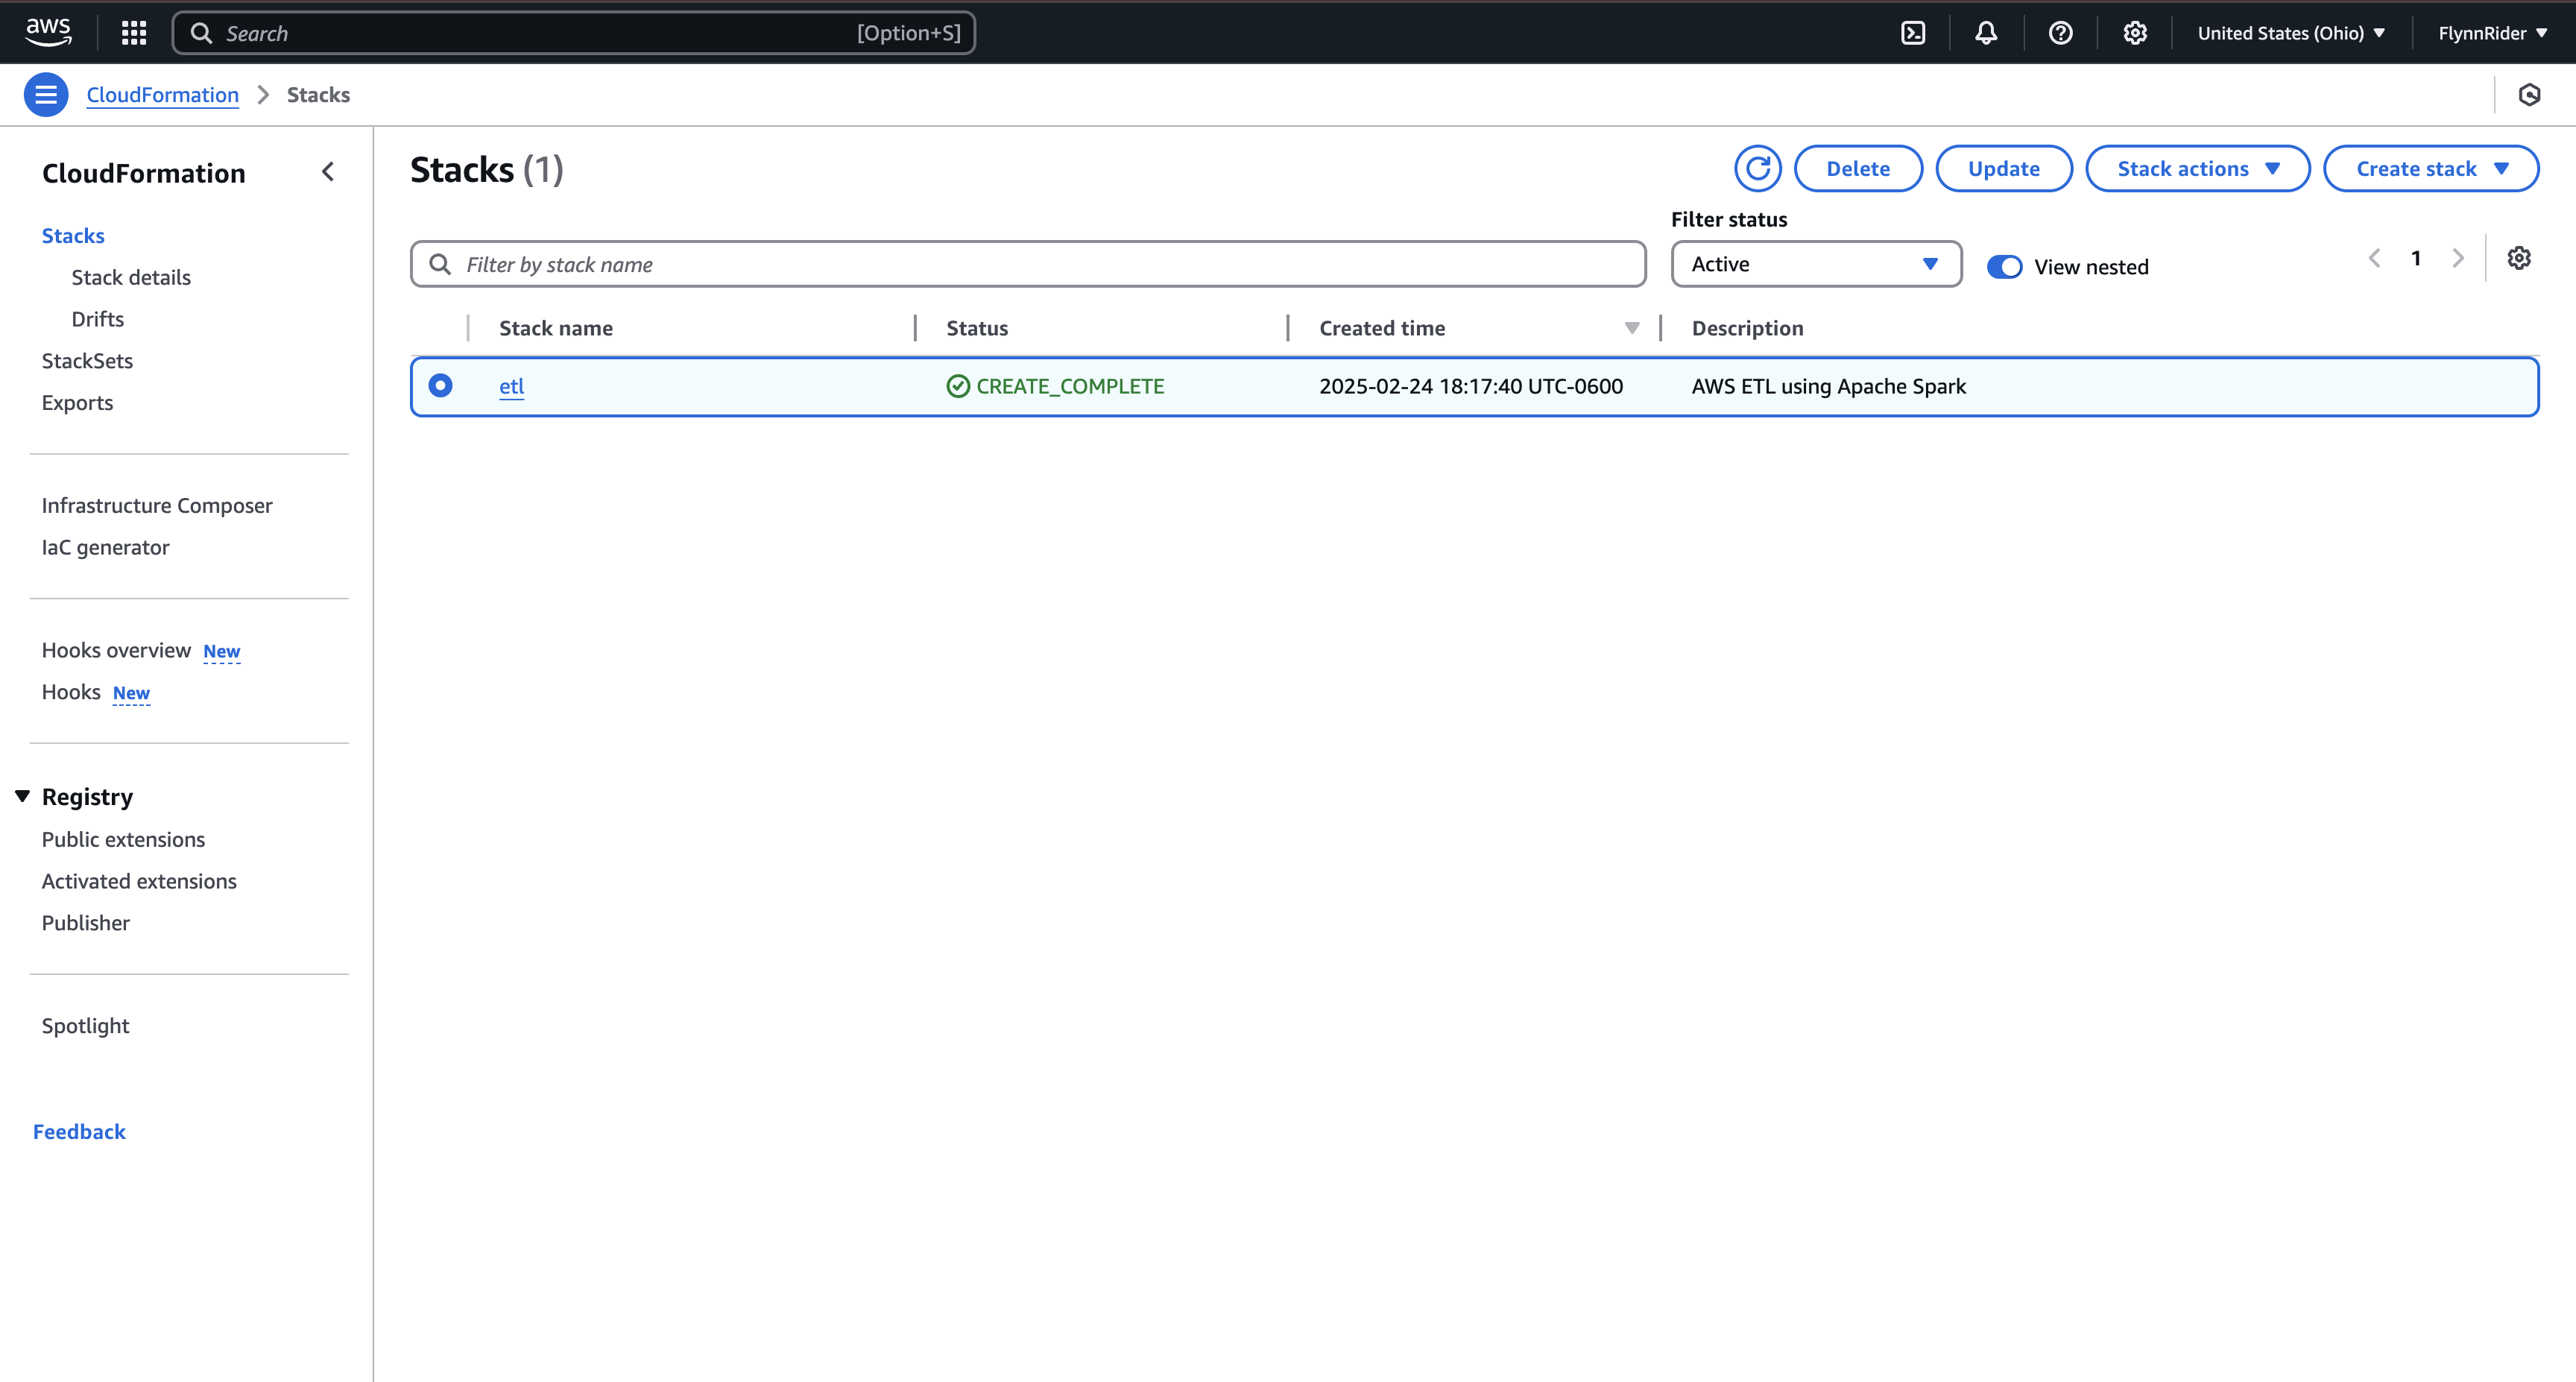 aws
Search [Option+S]
United States (Ohio)
FlynnRider
CloudFormation
Stacks
CloudFormation
Stacks
Stack details
Drifts
StackSets
Exports
Infrastructure Composer
IaC generator
Hooks overview New
Hooks New
Registry
Public extensions
Activated extensions
Publisher
Spotlight
Feedback
Stacks (1)
Delete
Update
Stack actions
Create stack
Filter status
Filter by stack name
Active
View nested
1
Stack name Status Created time Description
etl CREATE_COMPLETE 2025-02-24 18:17:40 UTC-0600 AWS ETL using Apache Spark